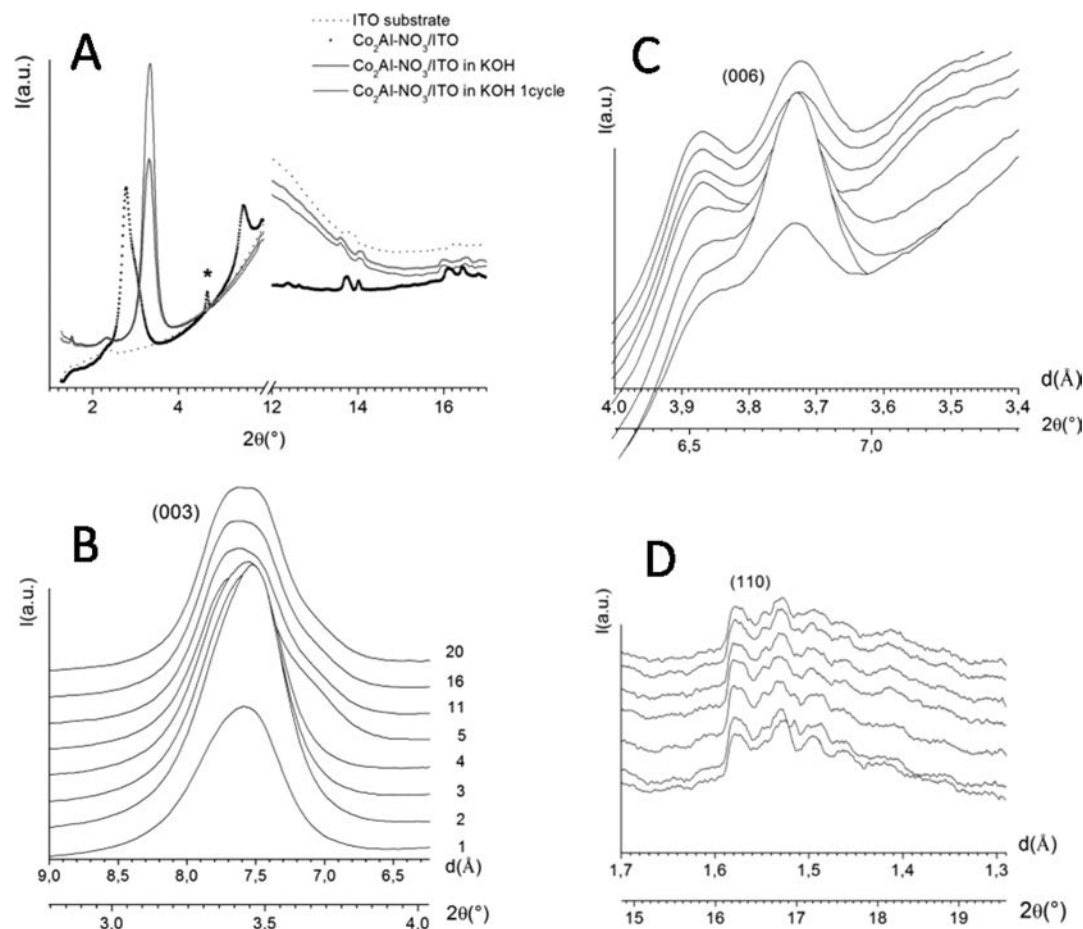 A
I(a.u.)
ITO substrate
Co₂Al-NO₃/ITO
Co₂Al-NO₃/ITO in KOH
Co₂Al-NO₃/ITO in KOH 1cycle
*
2 4 12 14 16
2θ(°)
C
(006)
d(Å)
4,0 3,9 3,8 3,7 3,6 3,5 3,4
2θ(°)
6,5 7,0
B
I(a.u.)
(003)
20
16
11
5
4
3
2
1
d(Å)
9,0 8,5 8,0 7,5 7,0 6,5
2θ(°)
3.0 3.5 4.0
D
I(a.u.)
(110)
d(Å)
1,7 1,6 1,5 1,4 1,3
2θ(°)
15 16 17 18 19